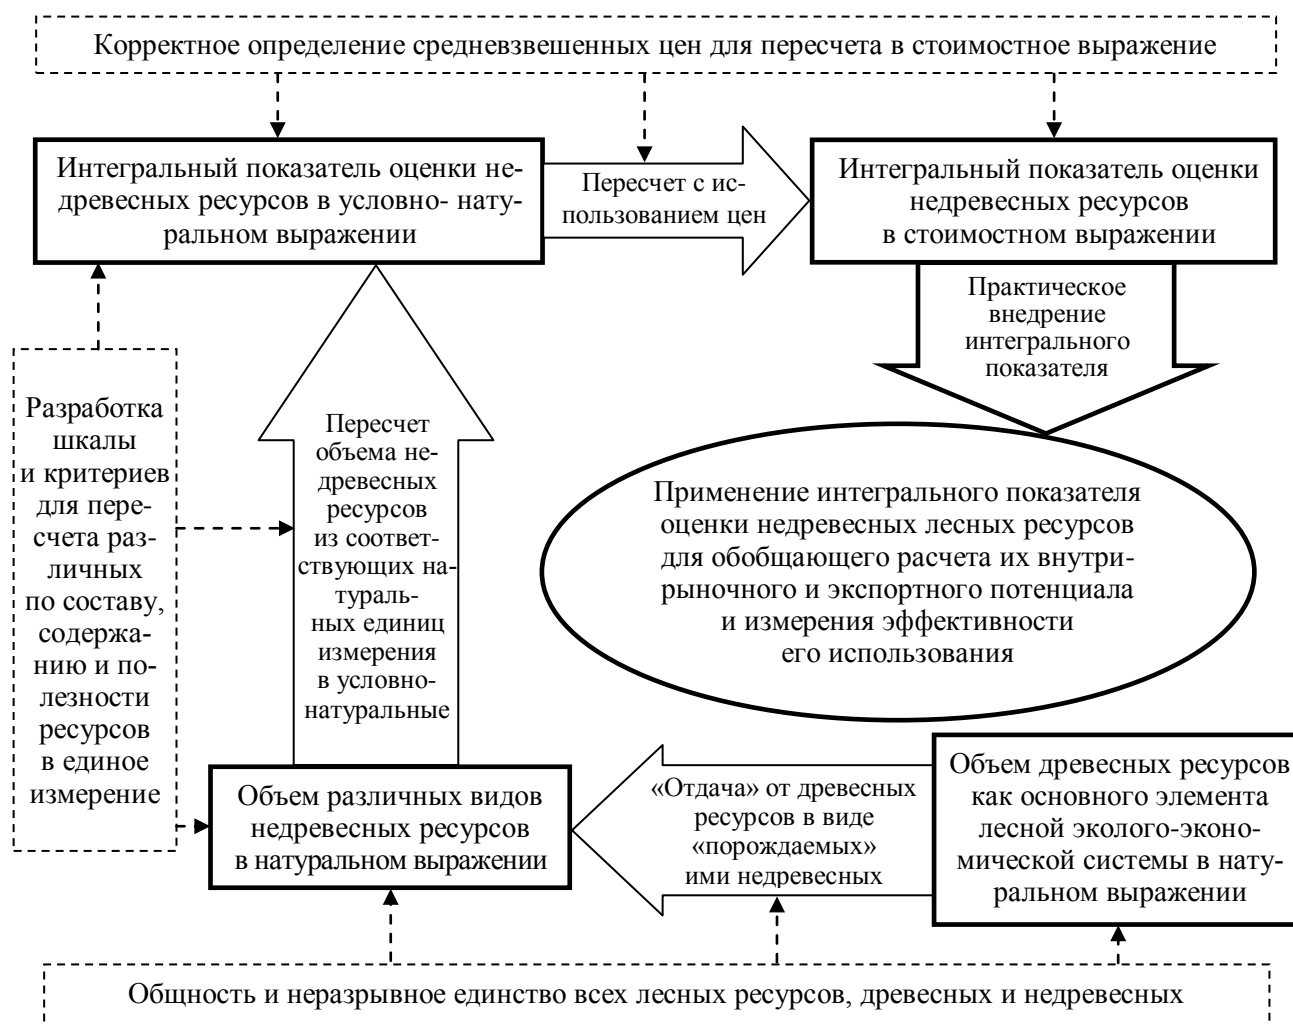 Корректное определение средневзвешенных цен для пересчета в стоимостное выражение
Интегральный показатель оценки не-
древесных ресурсов в условно- нату-
ральном выражении
Пересчет с ис-
пользованием цен
Интегральный показатель оценки
недревесных ресурсов
в стоимостном выражении
Практическое
внедрение
интегрального
показателя
Разработка
шкалы
и критериев
для пере-
счета раз-
личных
по составу,
содержа-
нию и по-
лезности
ресурсов
в единое
измерение
Пересчет
объема не-
древесных
ресурсов
из соответ-
ствующих на-
тураль-
ных единиц
измерения
в условно-
натуральные
Применение интегрального показателя
оценки недревесных лесных ресурсов
для обобщающего расчета их внутри-
рыночного и экспортного потенциала
и измерения эффективности
его использования
Объем различных видов
недревесных ресурсов
в натуральном выражении
«Отдача» от древесных
ресурсов в виде
«порождаемых»
ими недревесных
Объем древесных ресурсов
как основного элемента
лесной эколого-эконо-
мической системы в нату-
ральном выражении
Общность и неразрывное единство всех лесных ресурсов, древесных и недревесных